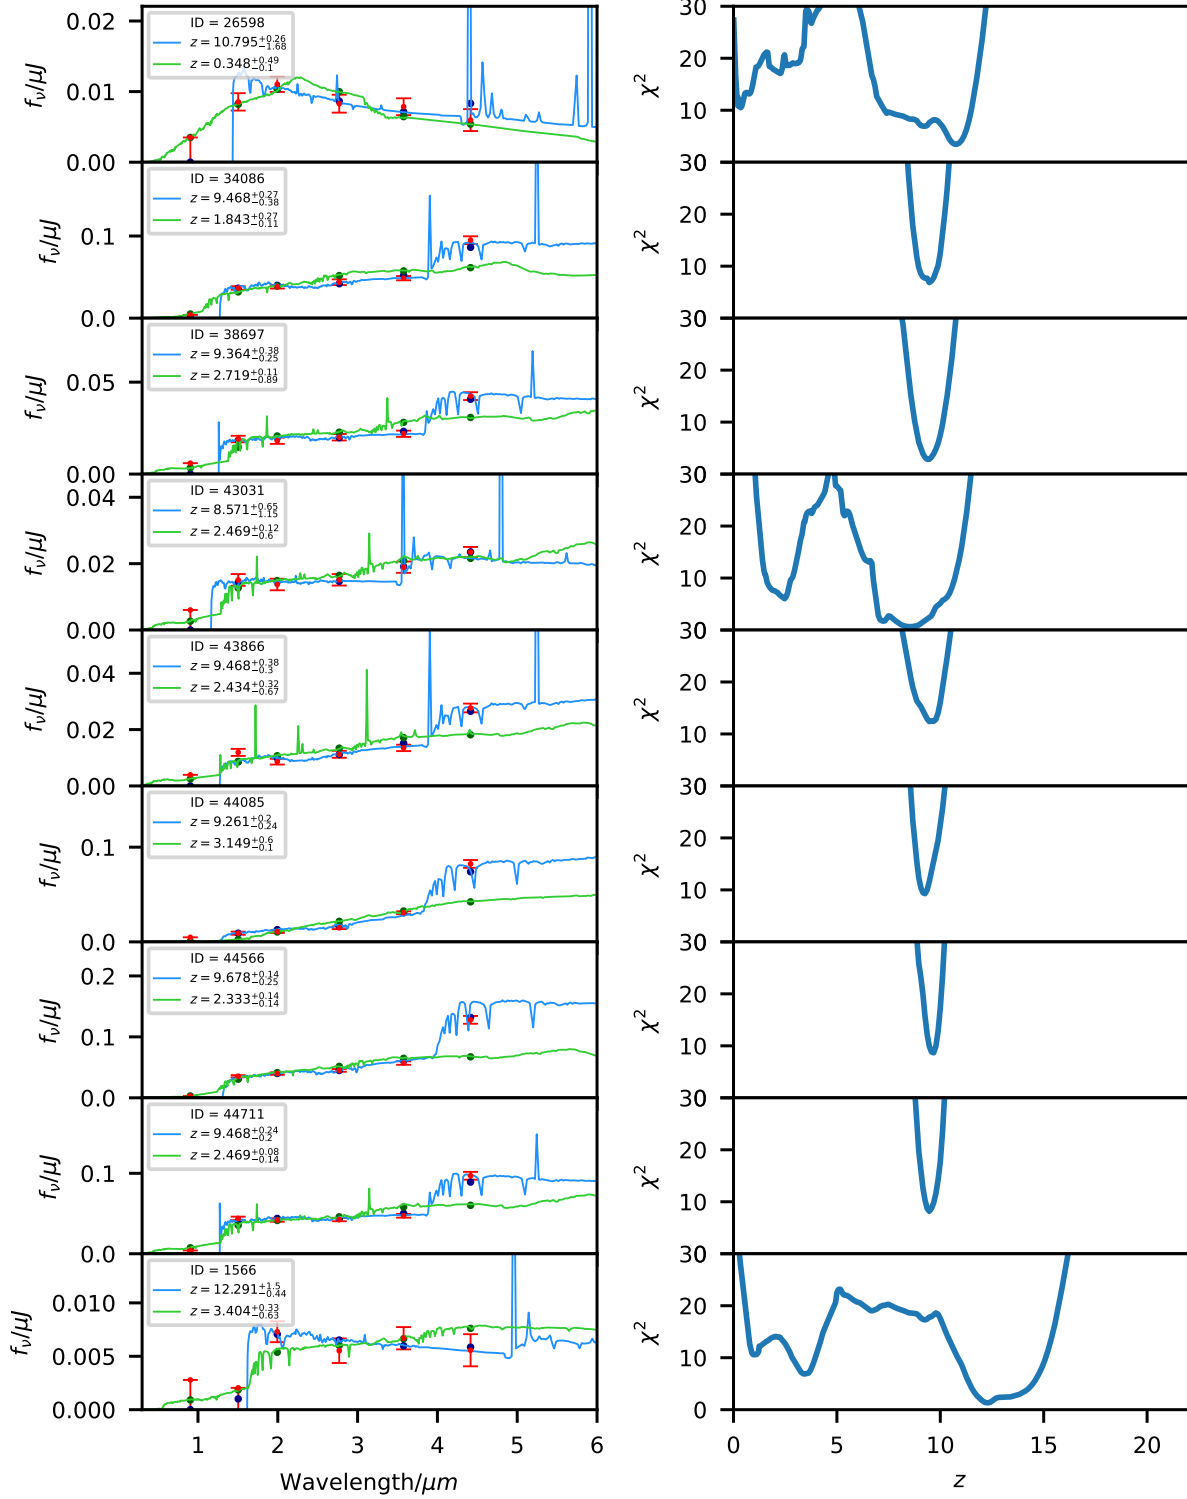 0.02
0.01
0.00
fν/μJ
ID = 26598
z = 10.795 +0.26 −1.68
z = 0.348 +0.49 −0.1
30
20
10
0
χ²
0.1
0.0
fν/μJ
ID = 34086
z = 9.468 +0.27 −0.38
z = 1.843 +0.27 −0.11
30
20
10
0
χ²
0.05
0.00
fν/μJ
ID = 38697
z = 9.364 +0.38 −0.25
z = 2.719 +0.11 −0.89
30
20
10
0
χ²
0.04
0.02
0.00
fν/μJ
ID = 43031
z = 8.571 +0.65 −1.15
z = 2.469 +0.12 −0.6
30
20
10
0
χ²
0.04
0.02
0.00
fν/μJ
ID = 43866
z = 9.468 +0.38 −0.3
z = 2.434 +0.32 −0.67
30
20
10
0
χ²
0.1
0.0
fν/μJ
ID = 44085
z = 9.261 +0.2 −0.24
z = 3.149 +0.6 −0.1
30
20
10
0
χ²
0.2
0.1
0.0
fν/μJ
ID = 44566
z = 9.678 +0.14 −0.25
z = 2.333 +0.14 −0.14
30
20
10
0
χ²
0.1
0.0
fν/μJ
ID = 44711
z = 9.468 +0.24 −0.2
z = 2.469 +0.08 −0.14
30
20
10
0
χ²
0.010
0.005
0.000
fν/μJ
ID = 1566
z = 12.291 +1.5 −0.44
z = 3.404 +0.33 −0.63
30
20
10
0
χ²
1 2 3 4 5 6
Wavelength/μm
0 5 10 15 20
z